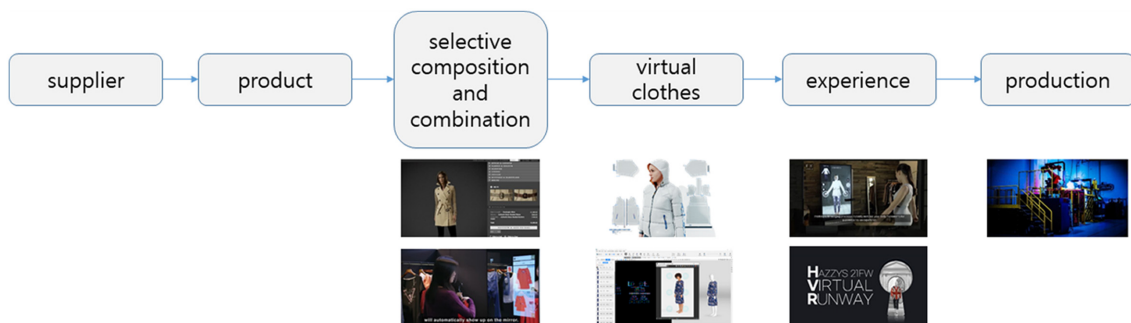 supplier
product
selective
composition
and
combination
virtual
clothes
experience
production
will automatically show up on the mirror.
HAZZYS 21FW
VIRTUAL
RUNWAY